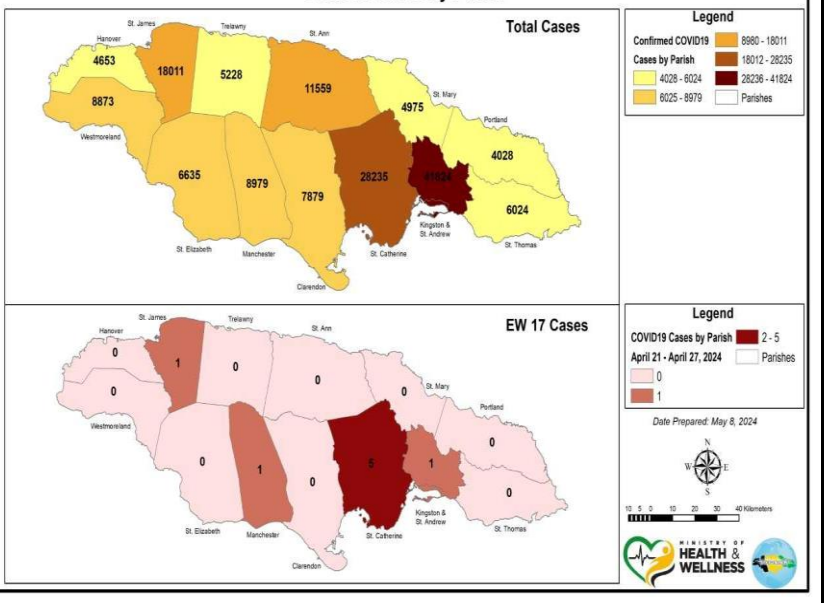 Total Cases
St. James
Trelawny
St. Ann
Hanover
4653
18011
5228
11559
8873
4975
St. Mary
Portland
Westmoreland
4028
6635
8979
7879
28235
41824
6024
Kingston &
St. Andrew
St. Elizabeth
Manchester
St. Catherine
St. Thomas
Clarendon
Legend
Confirmed COVID19
Cases by Parish
4028 - 6024
6025 - 8979
8980 - 18011
18012 - 28235
28236 - 41824
Parishes
EW 17 Cases
St. James
Trelawny
St. Ann
Hanover
0
1
0
0
0
0
St. Mary
Portland
Westmoreland
0
0
1
0
5
1
0
Kingston &
St. Andrew
St. Elizabeth
Manchester
St. Catherine
St. Thomas
Clarendon
Legend
COVID19 Cases by Parish
April 21 - April 27, 2024
0
1
2 - 5
Parishes
Date Prepared: May 8, 2024
N
W E
S
10 5 0 10 20 30 40 Kilometers
MINISTRY OF
HEALTH &
WELLNESS